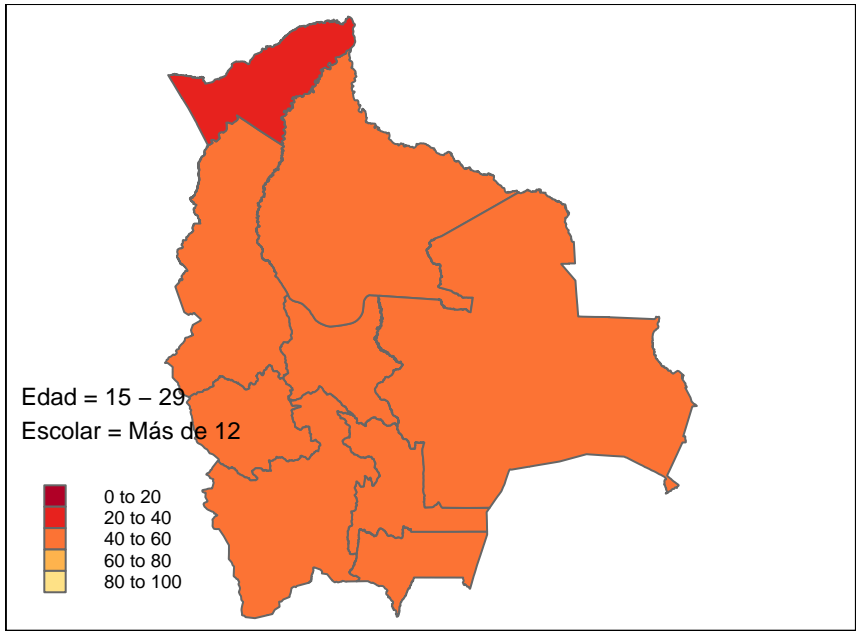 Edad = 15 – 29
Escolar = Más de 12
0 to 20
20 to 40
40 to 60
60 to 80
80 to 100